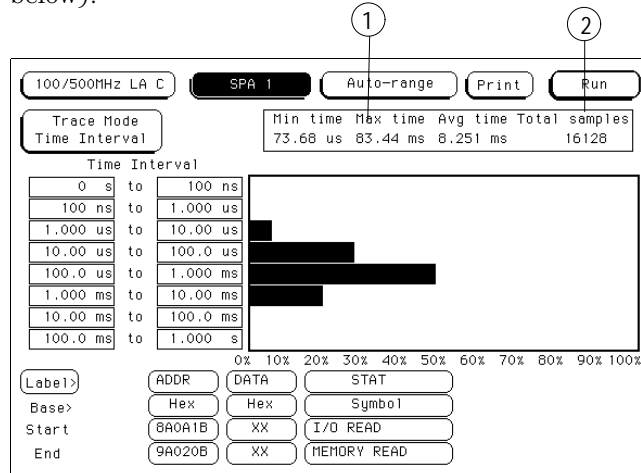 below).
1 2
100/500MHz LA C SPA 1 Auto-range Print Run
Trace Mode
Time Interval
Min time Max time Avg time Total samples
73.68 us 83.44 ms 8.251 ms 16128
Time Interval
0 s to 100 ns
100 ns to 1.000 us
1.000 us to 10.00 us
10.00 us to 100.0 us
100.0 us to 1.000 ms
1.000 ms to 10.00 ms
10.00 ms to 100.0 ms
100.0 ms to 1.000 s
0% 10% 20% 30% 40% 50% 60% 70% 80% 90% 100%
Label> ADDR DATA STAT
Base> Hex Hex Symbol
Start 8A0A1B XX I/O READ
End 9A020B XX MEMORY READ